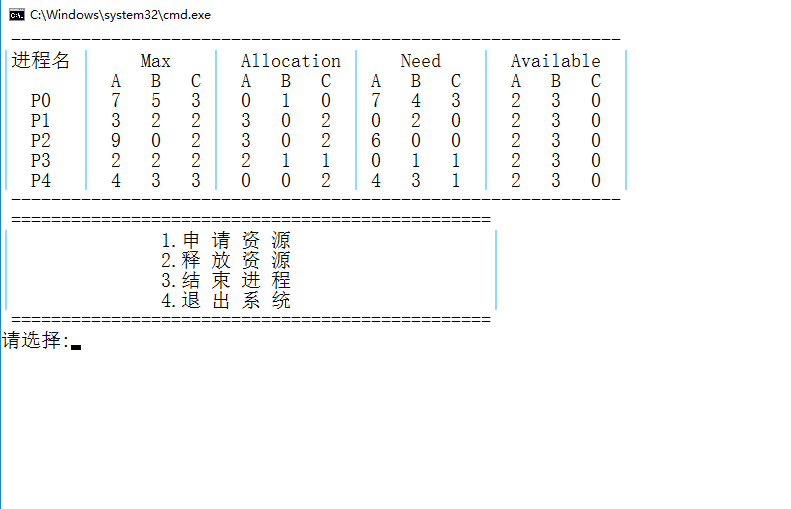 C:\Windows\system32\cmd.exe
-------------------------------------------------------------
进程名 Max Allocation Need Available
A B C A B C A B C A B C
P0 7 5 3 0 1 0 7 4 3 2 3 0
P1 3 2 2 3 0 2 0 2 0 2 3 0
P2 9 0 2 3 0 2 6 0 0 2 3 0
P3 2 2 2 2 1 1 0 1 1 2 3 0
P4 4 3 3 0 0 2 4 3 1 2 3 0
-------------------------------------------------------------
================================================
1.申 请 资 源
2.释 放 资 源
3.结 束 进 程
4.退 出 系 统
================================================
请选择: